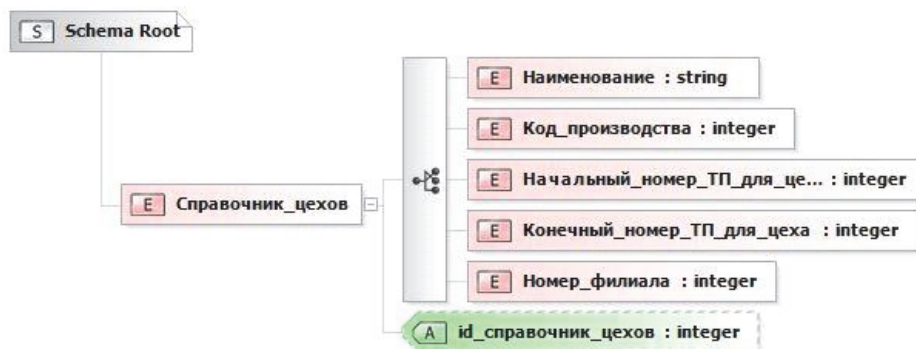 S Schema Root
E Наименование : string
E Код_производства : integer
E Начальный_номер_ТП_для_це... : integer
E Справочник_цехов
E Конечный_номер_ТП_для_цеха : integer
E Номер_филиала : integer
A id_справочник_цехов : integer